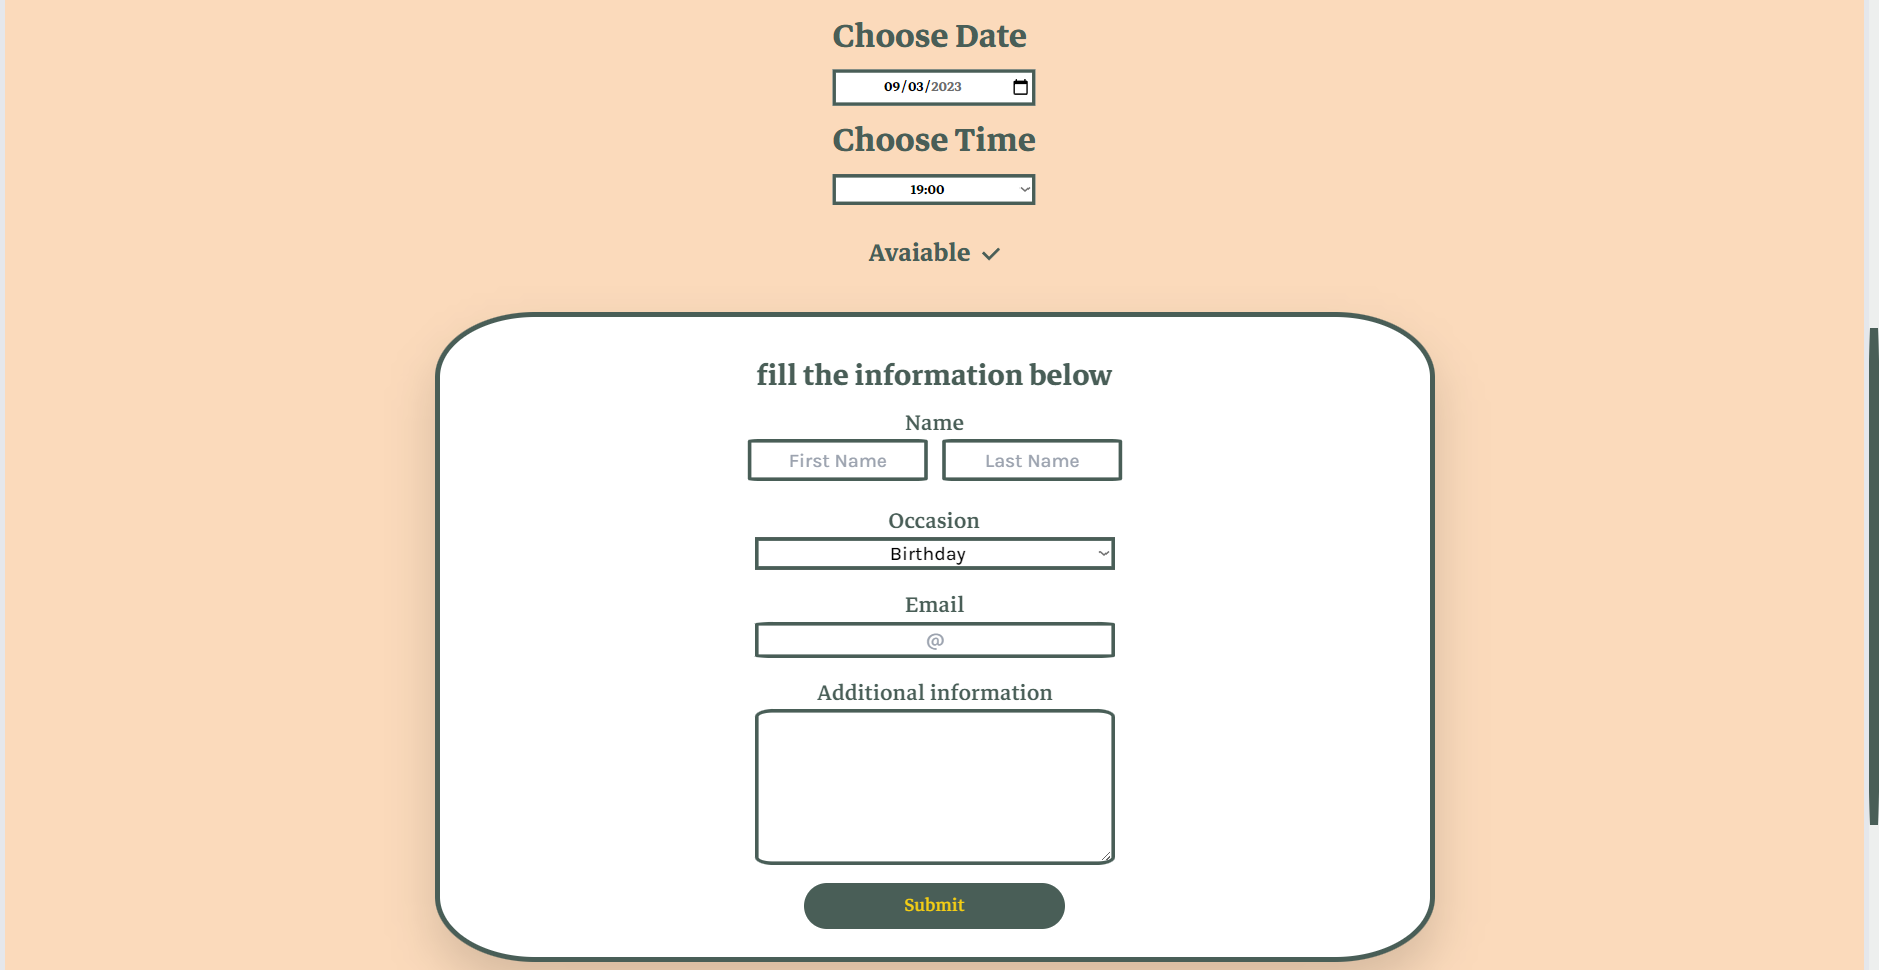 Choose Date
09/03/2023
Choose Time
19:00
Avaiable
fill the information below
Name
First Name Last Name
Occasion
Birthday
Email
@
Additional information
Submit